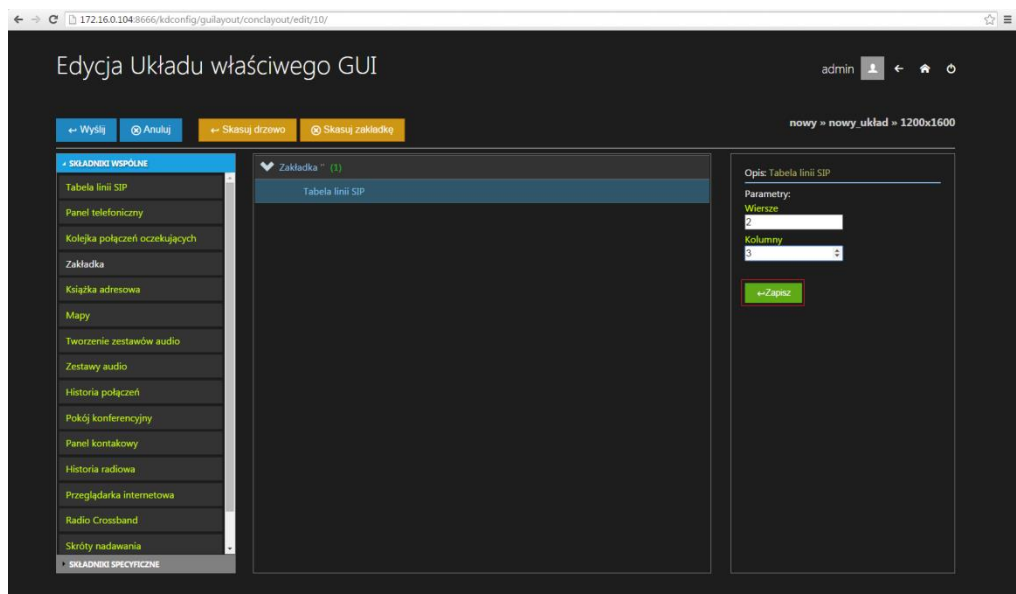 172.16.0.104:8666/kdconfig/guilayout/conclayout/edit/10/
Edycja Układu właściwego GUI
admin
Wyślij
Anuluj
Skasuj drzewo
Skasuj zakładkę
nowy » nowy_układ » 1200x1600
SKŁADNIKI WSPÓLNE
Tabela linii SIP
Panel telefoniczny
Kolejka połączeń oczekujących
Zakładka
Książka adresowa
Mapy
Tworzenie zestawów audio
Zestawy audio
Historia połączeń
Pokój konferencyjny
Panel kontakowy
Historia radiowa
Przeglądarka internetowa
Radio Crossband
Skróty nadawania
SKŁADNIKI SPECYFICZNE
Zakładka '' (1)
Tabela linii SIP
Opis: Tabela linii SIP
Parametry:
Wiersze
2
Kolumny
3
Zapisz